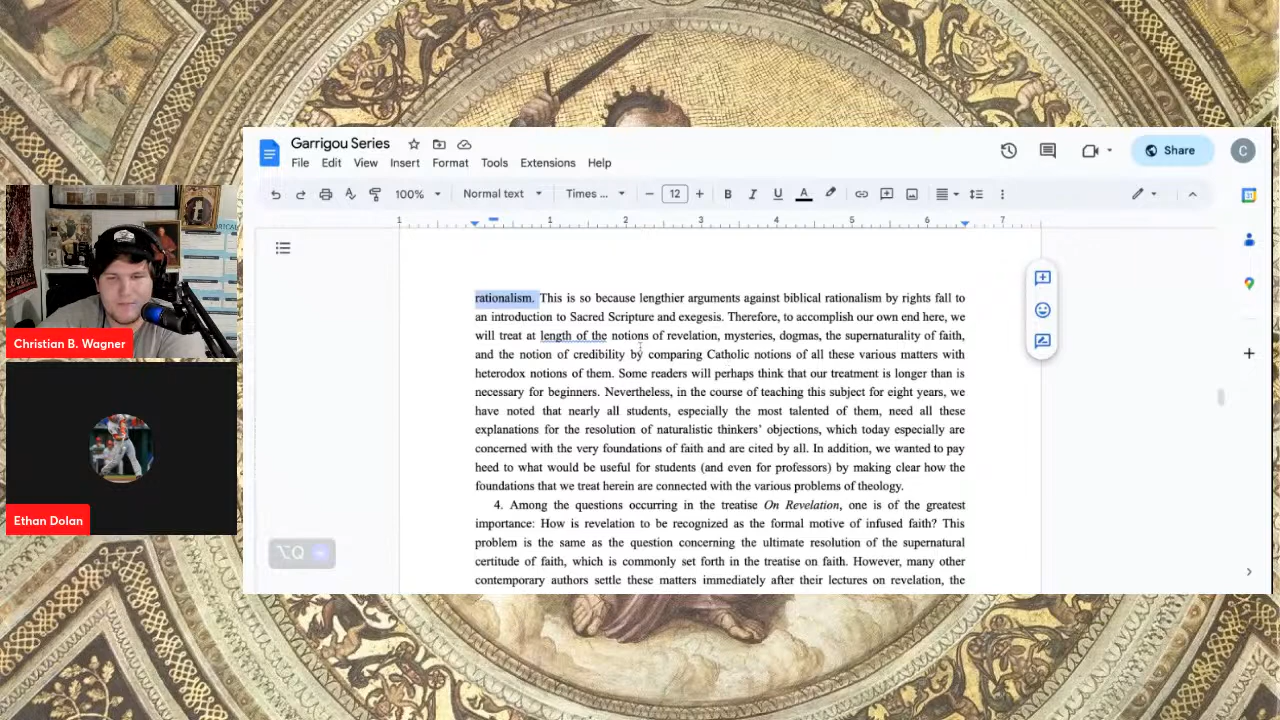 Garrigou Series
File Edit View Insert Format Tools Extensions Help
Share
C
100% Normal text Times ... 12 B I U A
1 1 2 3 4 5 6 7
rationalism. This is so because lengthier arguments against biblical rationalism by rights fall to
an introduction to Sacred Scripture and exegesis. Therefore, to accomplish our own end here, we
will treat at length of the notions of revelation, mysteries, dogmas, the supernaturality of faith,
and the notion of credibility by comparing Catholic notions of all these various matters with
heterodox notions of them. Some readers will perhaps think that our treatment is longer than is
necessary for beginners. Nevertheless, in the course of teaching this subject for eight years, we
have noted that nearly all students, especially the most talented of them, need all these
explanations for the resolution of naturalistic thinkers’ objections, which today especially are
concerned with the very foundations of faith and are cited by all. In addition, we wanted to pay
heed to what would be useful for students (and even for professors) by making clear how the
foundations that we treat herein are connected with the various problems of theology.
4. Among the questions occurring in the treatise On Revelation, one is of the greatest
importance: How is revelation to be recognized as the formal motive of infused faith? This
problem is the same as the question concerning the ultimate resolution of the supernatural
certitude of faith, which is commonly set forth in the treatise on faith. However, many other
contemporary authors settle these matters immediately after their lectures on revelation, the
⌥Q
Christian B. Wagner
Ethan Dolan